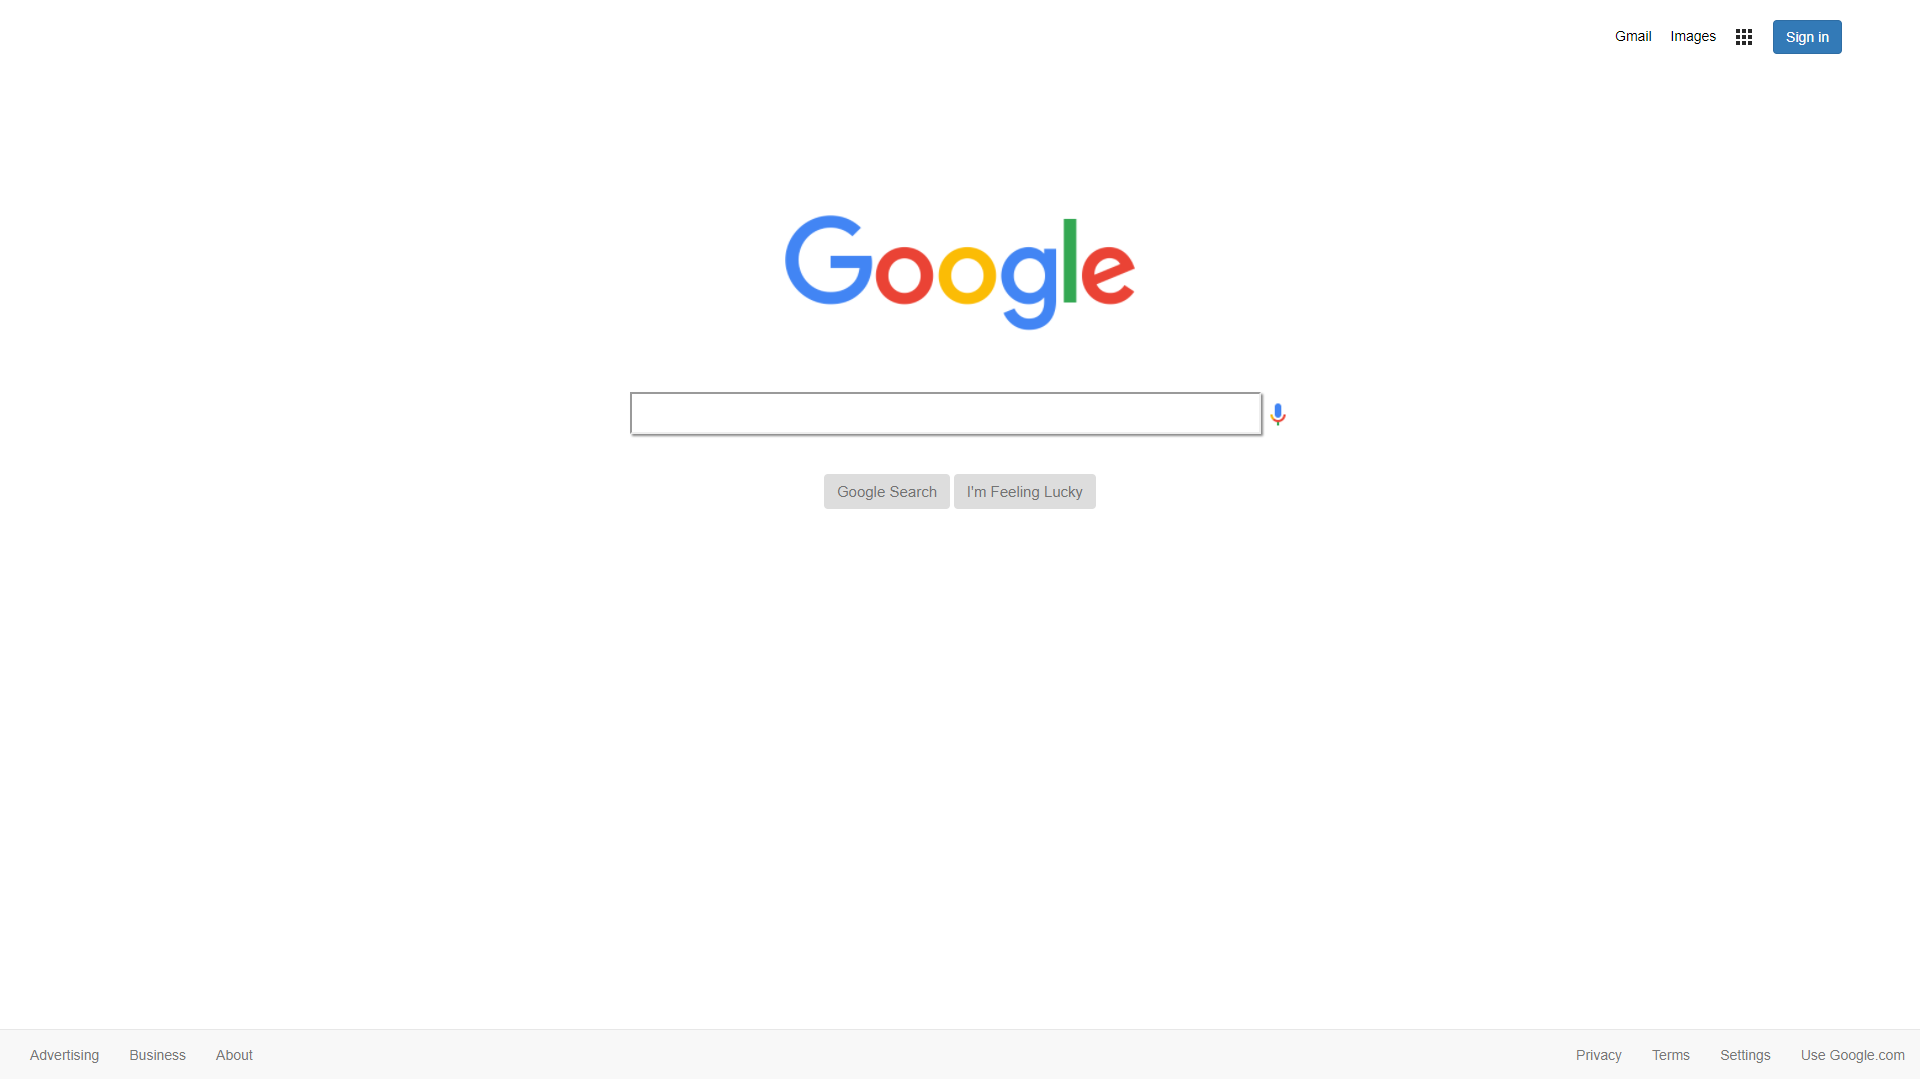 Gmail Images Sign in
Google
Google Search I'm Feeling Lucky
Advertising Business About Privacy Terms Settings Use Google.com